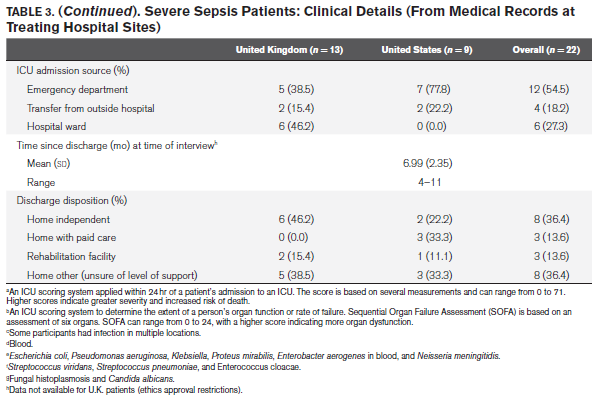 TABLE 3. (Continued). Severe Sepsis Patients: Clinical Details (From Medical Records at
Treating Hospital Sites)
United Kingdom (n = 13) United States (n = 9) Overall (n = 22)
ICU admission source (%)
Emergency department 5 (38.5) 7 (77.8) 12 (54.5)
Transfer from outside hospital 2 (15.4) 2 (22.2) 4 (18.2)
Hospital ward 6 (46.2) 0 (0.0) 6 (27.3)
Time since discharge (mo) at time of interviewʰ
Mean (SD) 6.99 (2.35)
Range 4–11
Discharge disposition (%)
Home independent 6 (46.2) 2 (22.2) 8 (36.4)
Home with paid care 0 (0.0) 3 (33.3) 3 (13.6)
Rehabilitation facility 2 (15.4) 1 (11.1) 3 (13.6)
Home other (unsure of level of support) 5 (38.5) 3 (33.3) 8 (36.4)
ᵃAn ICU scoring system applied within 24 hr of a patient's admission to an ICU. The score is based on several measurements and can range from 0 to 71.
Higher scores indicate greater severity and increased risk of death.
ᵇAn ICU scoring system to determine the extent of a person's organ function or rate of failure. Sequential Organ Failure Assessment (SOFA) is based on an
assessment of six organs. SOFA can range from 0 to 24, with a higher score indicating more organ dysfunction.
ᶜSome participants had infection in multiple locations.
ᵈBlood.
ᵉEscherichia coli, Pseudomonas aeruginosa, Klebsiella, Proteus mirabilis, Enterobacter aerogenes in blood, and Neisseria meningitidis.
ᶠStreptococcus viridans, Streptococcus pneumoniae, and Enterococcus cloacae.
ᵍFungal histoplasmosis and Candida albicans.
ʰData not available for U.K. patients (ethics approval restrictions).